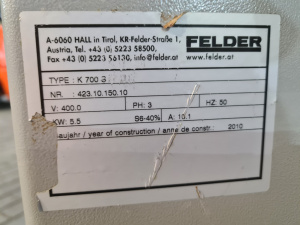 A-6060 HALL in Tirol, KR-Felder-Straße 1,
Austria, Tel. +43 (0) 5223 58500,
Fax +43 (0) 5223 56130, info@felder.at
FELDER
www.felder.at
TYPE: K 700 S
NR.: 423.10.150.10
V: 400.0 PH: 3 HZ: 50
KW: 5.5 S6-40% A: 10.1
Baujahr / year of construction / année de constr. 2010